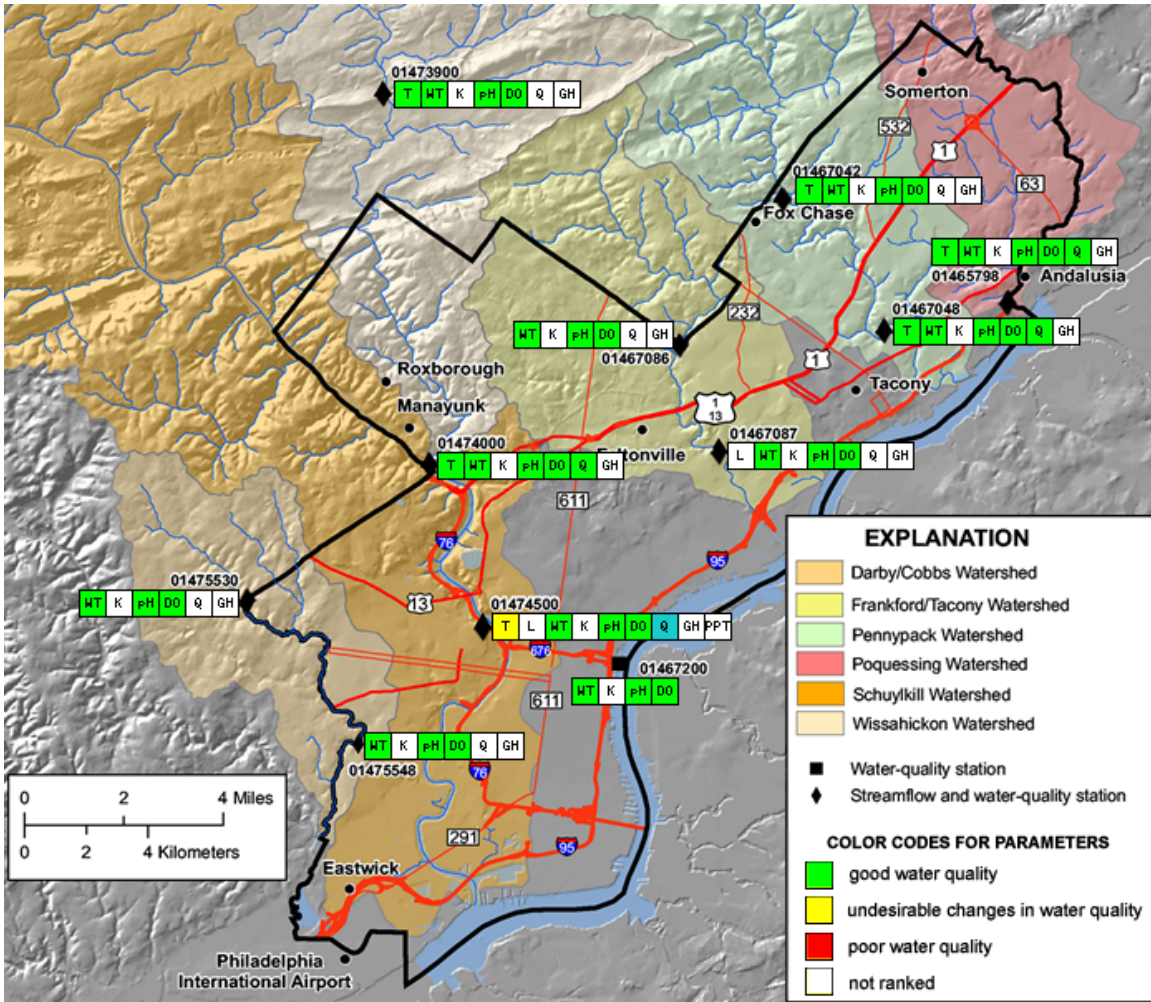 01473900
T WT K pH DO Q GH
Somerton
532
1
01467042
T WT K pH DO Q GH
63
Fox Chase
T WT K pH DO Q GH
01465798
Andalusia
232
01467048
T WT K pH DO Q GH
WT K pH DO Q GH
01467086
1
Roxborough
Tacony
Manayunk
1
13
01467087
L WT K pH DO Q GH
01474000
T WT K pH DO Q GH
611
76
95
01475530
WT K pH DO Q GH
13
01474500
T L WT K pH DO Q GH PPT
676
01467200
WT K pH DO
611
WT K pH DO Q GH
01475548
76
291
95
Eastwick
Philadelphia
International Airport
0 2 4 Miles
0 2 4 Kilometers
EXPLANATION
Darby/Cobbs Watershed
Frankford/Tacony Watershed
Pennypack Watershed
Poquessing Watershed
Schuylkill Watershed
Wissahickon Watershed
Water-quality station
Streamflow and water-quality station
COLOR CODES FOR PARAMETERS
good water quality
undesirable changes in water quality
poor water quality
not ranked